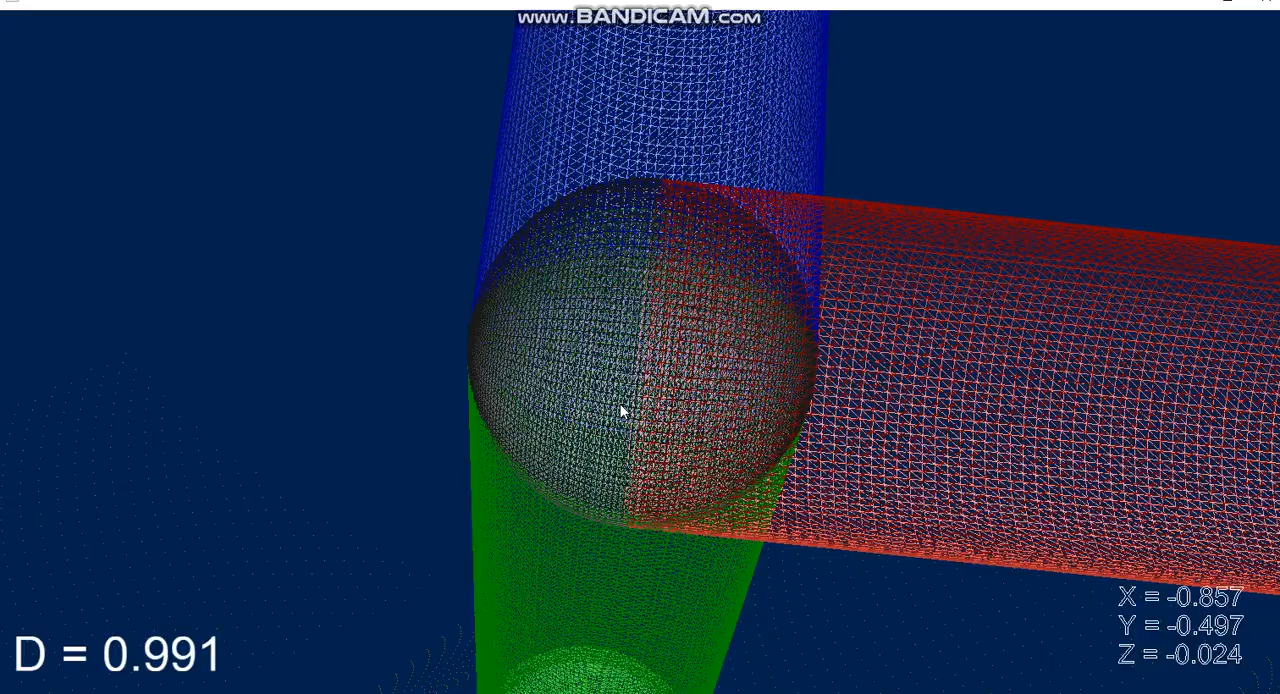 WWW.BANDICAM.COM
X = -0.857
Y = -0.497
Z = -0.024
D = 0.991